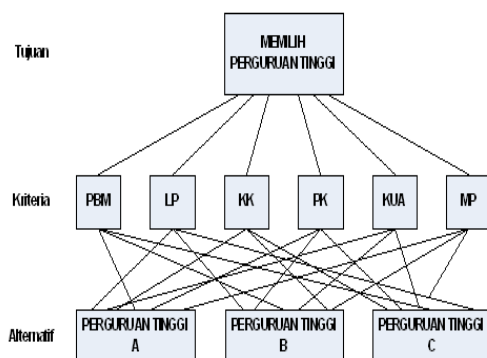 Tujuan
MEMILIH
PERGURUAN TINGGI
Kriteria
PBM
LP
KK
PK
KUA
MP
Alternatif
PERGURUAN TINGGI
A
PERGURUAN TINGGI
B
PERGURUAN TINGGI
C